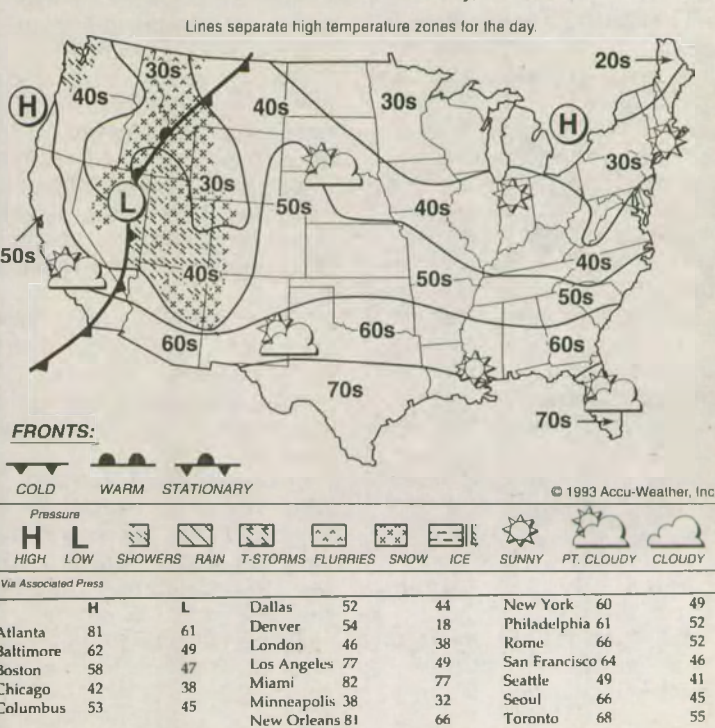 Lines separate high temperature zones for the day.
20s
30s
H
40s
40s
30s
H
30s
30s
L
50s
40s
50s
40s
50s
40s
50s
60s
60s
60s
70s
70s
FRONTS:
COLD WARM STATIONARY
© 1993 Accu-Weather, Inc
Pressure
H L
HIGH LOW SHOWERS RAIN T-STORMS FLURRIES SNOW ICE SUNNY PT. CLOUDY CLOUDY
Via Associated Press
H L
Atlanta 81 61
Baltimore 62 49
Boston 58 47
Chicago 42 38
Columbus 53 45
Dallas 52 44
Denver 54 18
London 46 38
Los Angeles 77 49
Miami 82 77
Minneapolis 38 32
New Orleans 81 66
New York 60 49
Philadelphia 61 52
Rome 66 52
San Francisco 64 46
Seattle 49 41
Seoul 66 45
Toronto 68 55